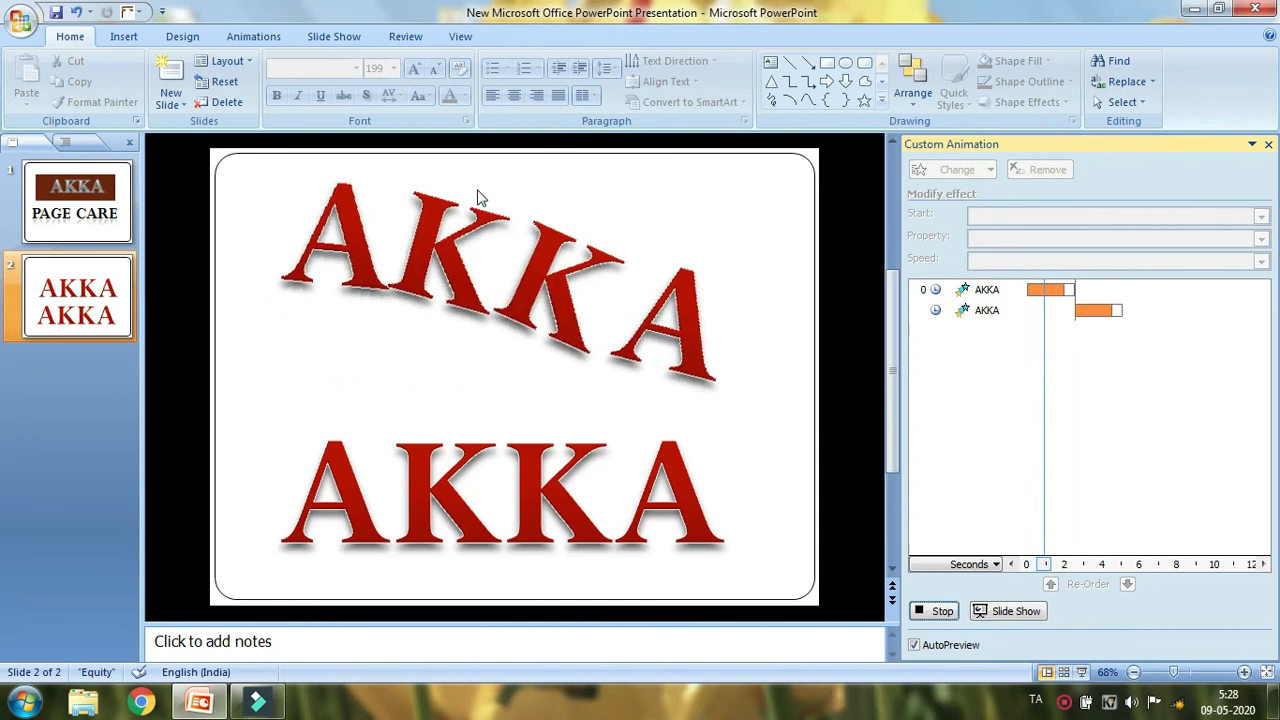 New Microsoft Office PowerPoint Presentation - Microsoft PowerPoint
Home Insert Design Animations Slide Show Review View
Paste
Cut
Copy
Format Painter
Clipboard
New Slide
Layout
Reset
Delete
Slides
199
B I U abc S AV Aa A
Font
Text Direction
Align Text
Convert to SmartArt
Paragraph
Arrange
Quick Styles
Shape Fill
Shape Outline
Shape Effects
Drawing
Find
Replace
Select
Editing
1
AKKA
PAGE CARE
2
AKKA
AKKA
AKKA
AKKA
Click to add notes
Custom Animation
Change Remove
Modify effect
Start:
Property:
Speed:
0 AKKA
AKKA
Seconds 0 2 4 6 8 10 12
Re-Order
Stop Slide Show
AutoPreview
Slide 2 of 2 "Equity" English (India) 68%
TA
5:28
09-05-2020